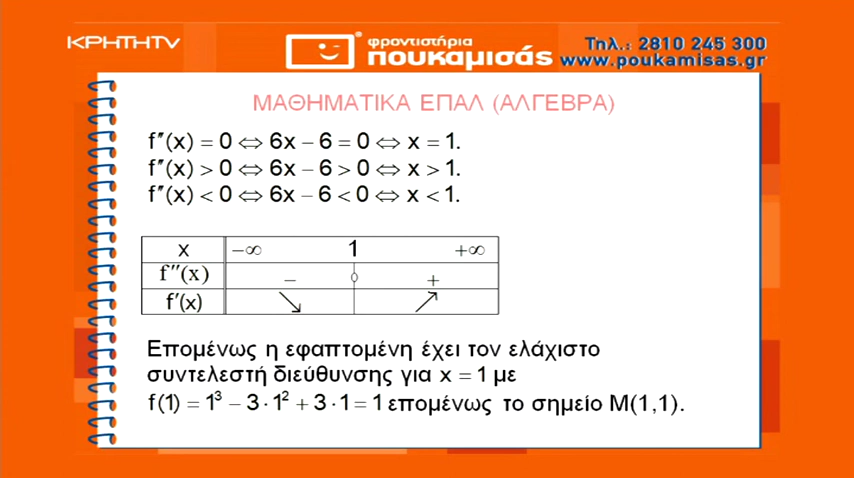 ΚΡΗΤΗTV
φροντιστήρια
πουκαμισάς
Τηλ.: 2810 245 300
www.poukamisas.gr
ΜΑΘΗΜΑΤΙΚΑ ΕΠΑΛ (ΑΛΓΕΒΡΑ)
f″(x) = 0 ⇔ 6x − 6 = 0 ⇔ x = 1.
f″(x) > 0 ⇔ 6x − 6 > 0 ⇔ x > 1.
f″(x) < 0 ⇔ 6x − 6 < 0 ⇔ x < 1.
x −∞ 1 +∞
f″(x) − 0 +
f′(x) ↘ ↗
Επομένως η εφαπτομένη έχει τον ελάχιστο
συντελεστή διεύθυνσης για x = 1 με
f(1) = 1³ − 3 · 1² + 3 · 1 = 1 επομένως το σημείο Μ(1,1).